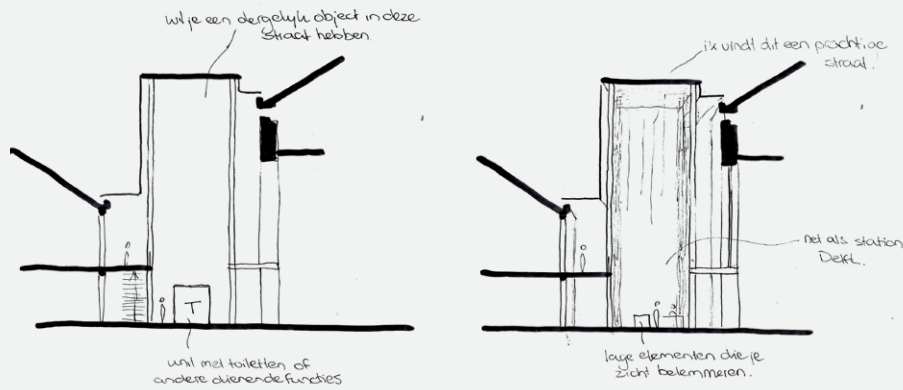 wil je een dergelijk object in deze
straat hebben
T
unit met toiletten of
andere dienende functies
ik vindt dit een prachtige
straat.
net als station
Delft.
lage elementen die je
zicht belemmeren.